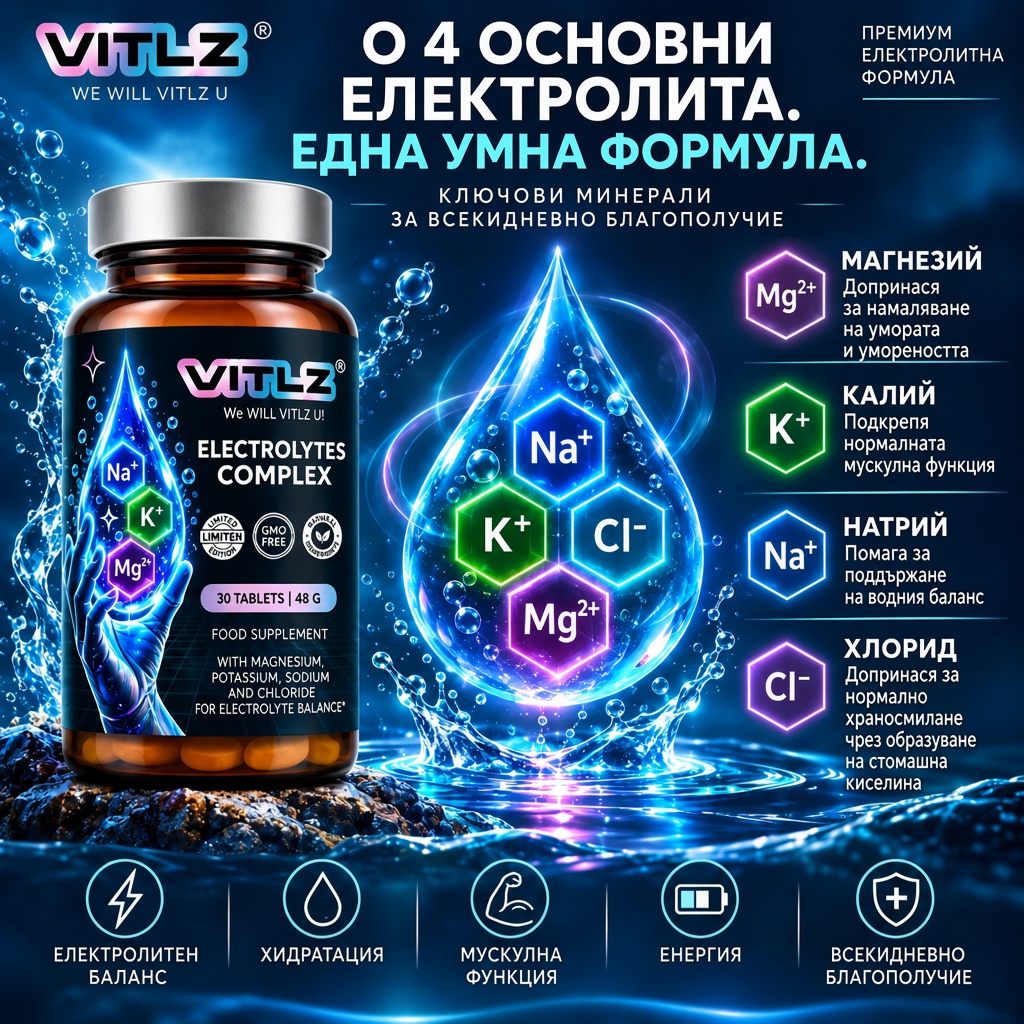 VITLZ®
WE WILL VITLZ U
О 4 ОСНОВНИ
ЕЛЕКТРОЛИТА.
ЕДНА УМНА ФОРМУЛА.
КЛЮЧОВИ МИНЕРАЛИ
ЗА ВСЕКИДНЕВНО БЛАГОПОЛУЧИЕ
ПРЕМИУМ
ЕЛЕКТРОЛИТНА
ФОРМУЛА
VITLZ®
We WILL VITLZ U!
ELECTROLYTES
COMPLEX
Na⁺
K⁺
Mg²⁺
LIMITED
LIMITEN
EDITION
GMO
FREE
30 TABLETS | 48 G
FOOD SUPPLEMENT
WITH MAGNESIUM,
POTASSIUM, SODIUM
AND CHLORIDE
FOR ELECTROLYTE BALANCE*
Na⁺
K⁺
Cl⁻
Mg²⁺
Mg²⁺
МАГНЕЗИЙ
Допринася
за намаляване
на умората
и умореността
K⁺
КАЛИЙ
Подкрепя
нормалната
мускулна функция
Na⁺
НАТРИЙ
Помага за
поддържане
на водния баланс
Cl⁻
ХЛОРИД
Допринася за
нормално
храносмилане
чрез образуване
на стомашна
киселина
ЕЛЕКТРОЛИТЕН
БАЛАНС
ХИДРАТАЦИЯ
МУСКУЛНА
ФУНКЦИЯ
ЕНЕРГИЯ
ВСЕКИДНЕВНО
БЛАГОПОЛУЧИЕ